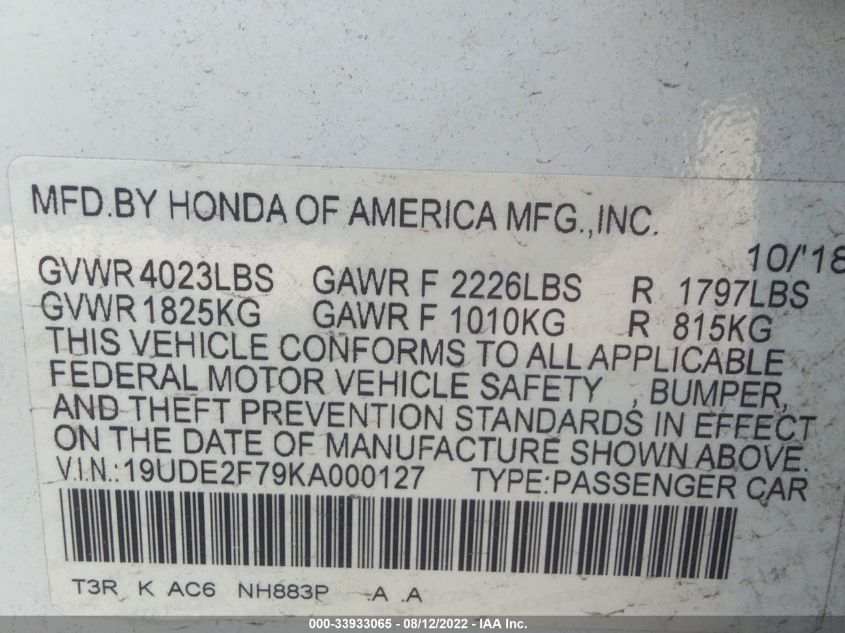 MFD.BY HONDA OF AMERICA MFG.,INC.
10/'18
GVWR 4023LBS GAWR F 2226LBS R 1797LBS
GVWR 1825KG GAWR F 1010KG R 815KG
THIS VEHICLE CONFORMS TO ALL APPLICABLE
FEDERAL MOTOR VEHICLE SAFETY , BUMPER,
AND THEFT PREVENTION STANDARDS IN EFFECT
ON THE DATE OF MANUFACTURE SHOWN ABOVE.
V.I.N.:19UDE2F79KA000127 TYPE:PASSENGER CAR
T3R K AC6 NH883P A A
000-33933065 - 08/12/2022 - IAA Inc.